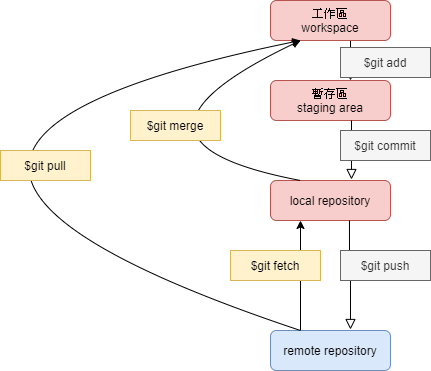 工作區
workspace
$git add
暫存區
staging area
$git merge
$git commit
$git pull
local repository
$git fetch
$git push
remote repository